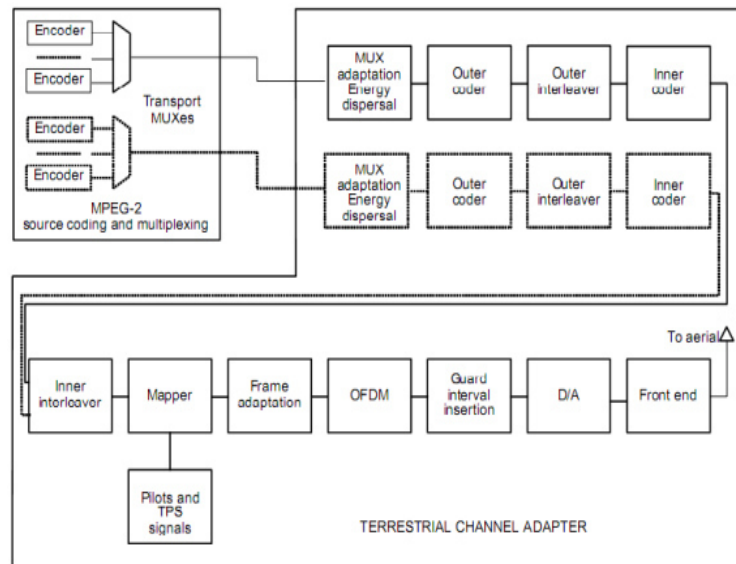 Encoder
Encoder
Transport
MUXes
Encoder
Encoder
MPEG-2
source coding and multiplexing
MUX
adaptation
Energy
dispersal
Outer
coder
Outer
interleaver
Inner
coder
MUX
adaptation
Energy
dispersal
Outer
coder
Outer
interleaver
Inner
coder
To aerial
Inner
interleaver
Mapper
Frame
adaptation
OFDM
Guard
interval
insertion
D/A
Front end
Pilots and
TPS
signals
TERRESTRIAL CHANNEL ADAPTER